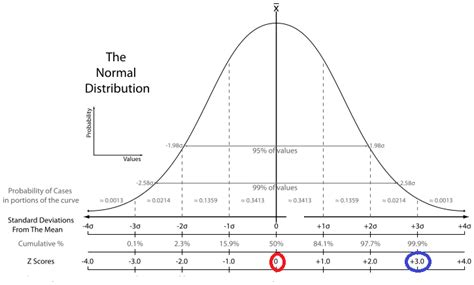 X̅
The
Normal
Distribution
Probability
Values
-1.98σ
1.98σ
95% of values
-2.58σ
2.58σ
99% of values
Probability of Cases
in portions of the curve
≈ 0.0013 ≈ 0.0214 ≈ 0.1359 ≈ 0.3413 ≈ 0.3413 ≈ 0.1359 ≈ 0.0214 ≈ 0.0013
Standard Deviations
From The Mean
-4σ -3σ -2σ -1σ 0 +1σ +2σ +3σ +4σ
Cumulative % 0.1% 2.3% 15.9% 50% 84.1% 97.7% 99.9%
Z Scores -4.0 -3.0 -2.0 -1.0 0 +1.0 +2.0 +3.0 +4.0